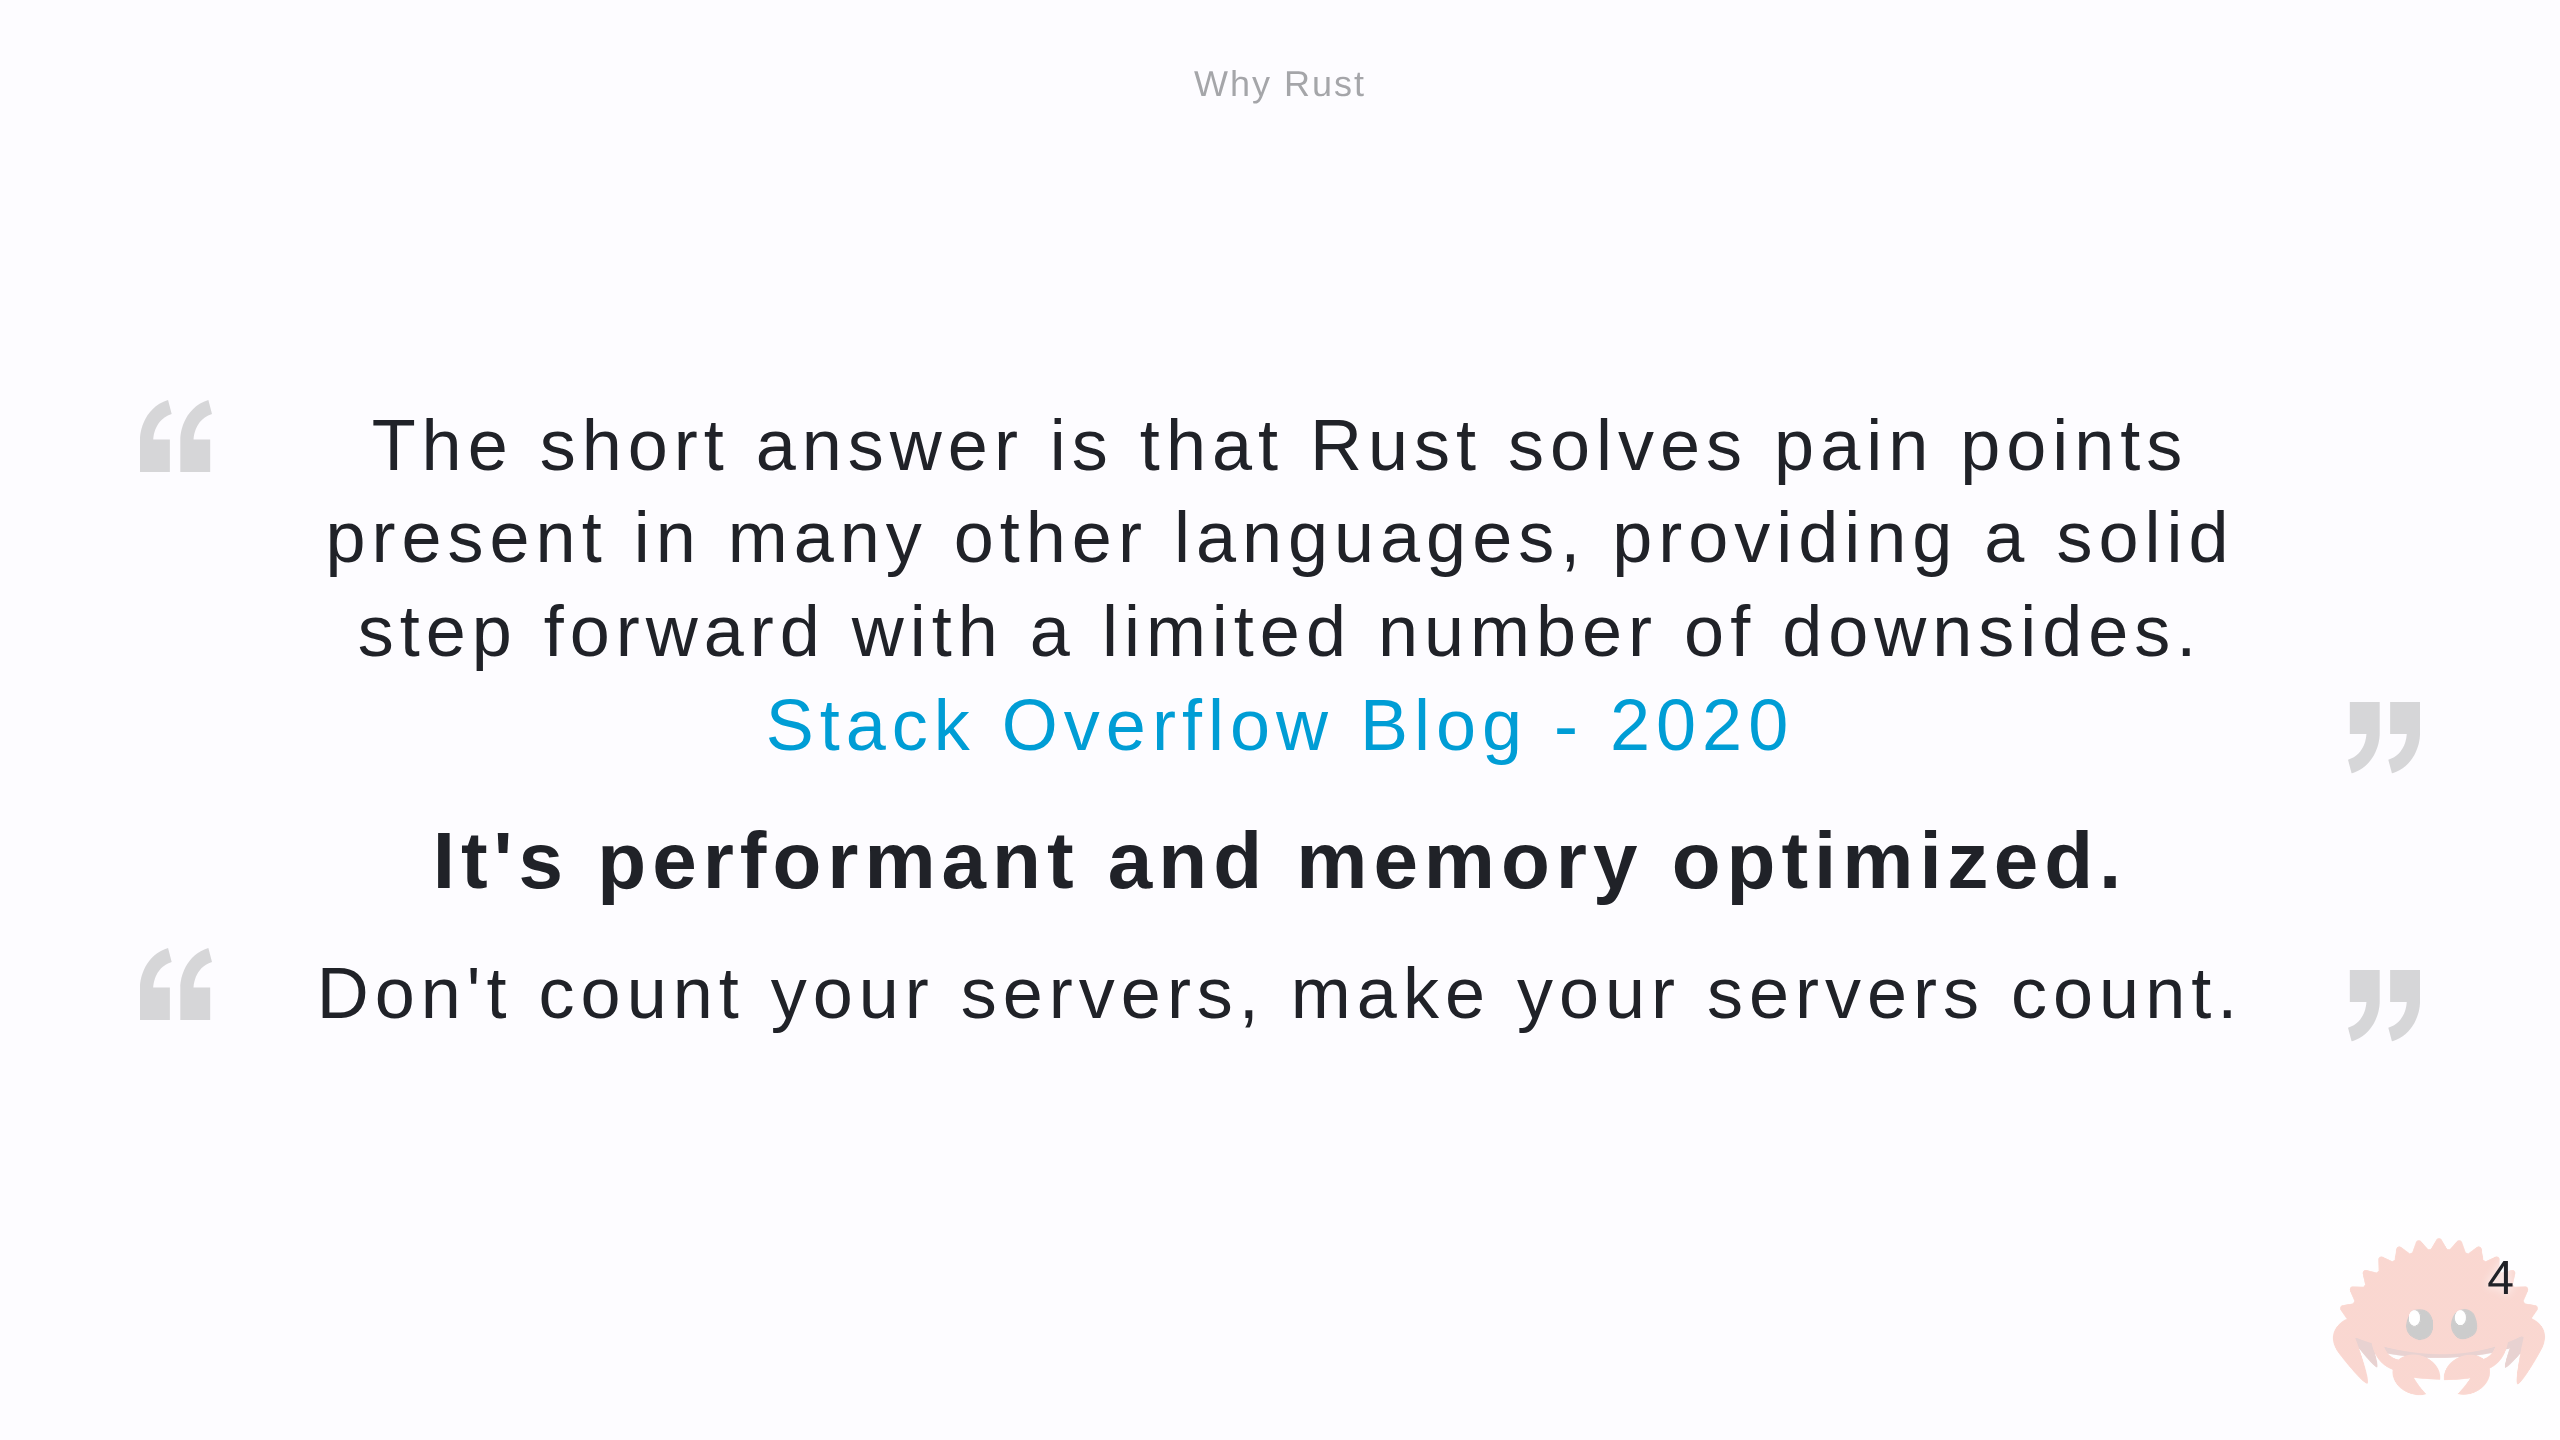 Why Rust
“
The short answer is that Rust solves pain points
present in many other languages, providing a solid
step forward with a limited number of downsides.
Stack Overflow Blog - 2020
”
It's performant and memory optimized.
“
Don't count your servers, make your servers count.
”
4